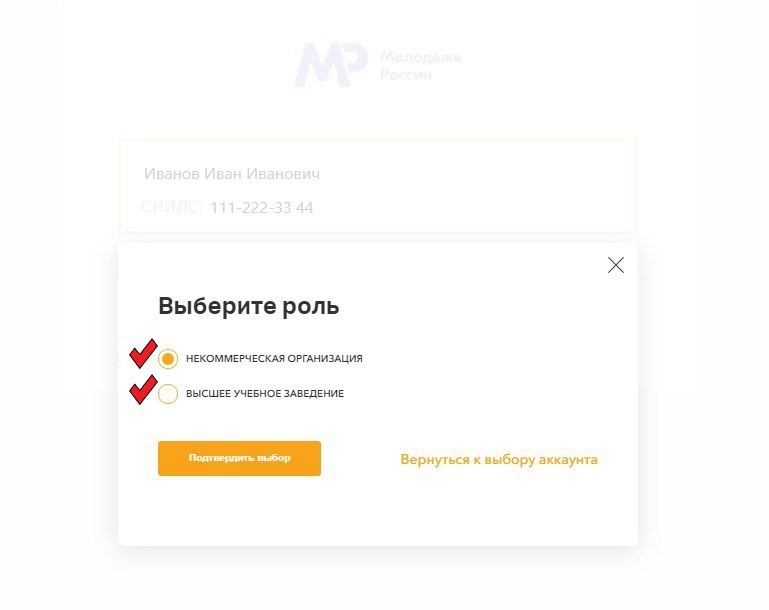 МР Молодёжь
России
Иванов Иван Иванович
СНИЛС: 111-222-33 44
Выберите роль
НЕКОММЕРЧЕСКАЯ ОРГАНИЗАЦИЯ
ВЫСШЕЕ УЧЕБНОЕ ЗАВЕДЕНИЕ
Подтвердить выбор
Вернуться к выбору аккаунта